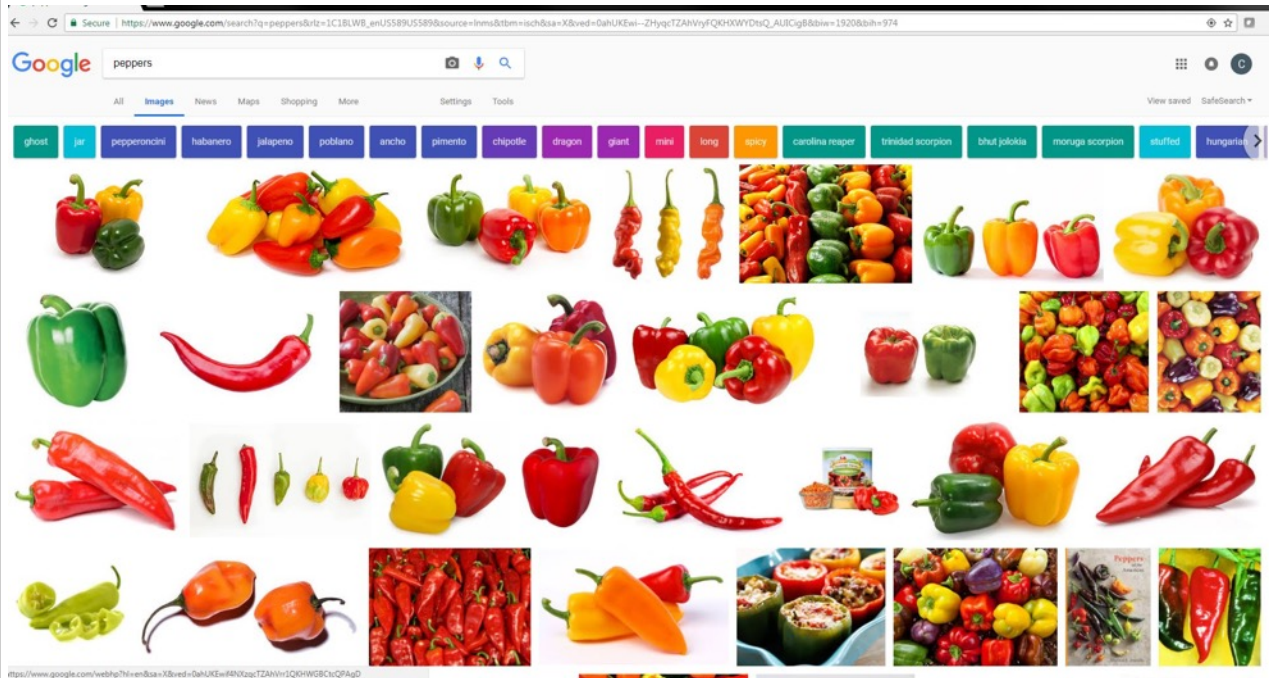 Secure https://www.google.com/search?q=peppers&rlz=1C1BLWB_enUS589US589&source=lnms&tbm=isch&sa=X&ved=0ahUKEwi--ZHyqcTZAhVryFQKHXWYDtsQ_AUICigB&biw=1920&bih=974
Google peppers C
All Images News Maps Shopping More Settings Tools View saved SafeSearch
ghost jar pepperoncini habanero jalapeno poblano ancho pimento chipotle dragon giant mini long spicy carolina reaper trinidad scorpion bhut jolokia moruga scorpion stuffed hungarian
Peppers
of the